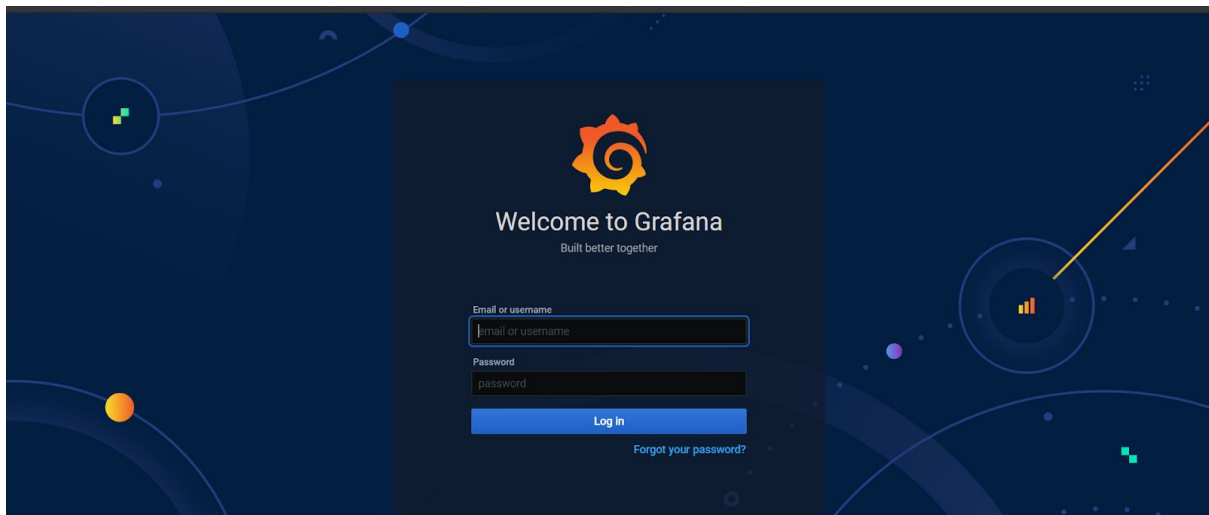 Welcome to Grafana
Built better together
Email or username
email or username
Password
password
Log in
Forgot your password?